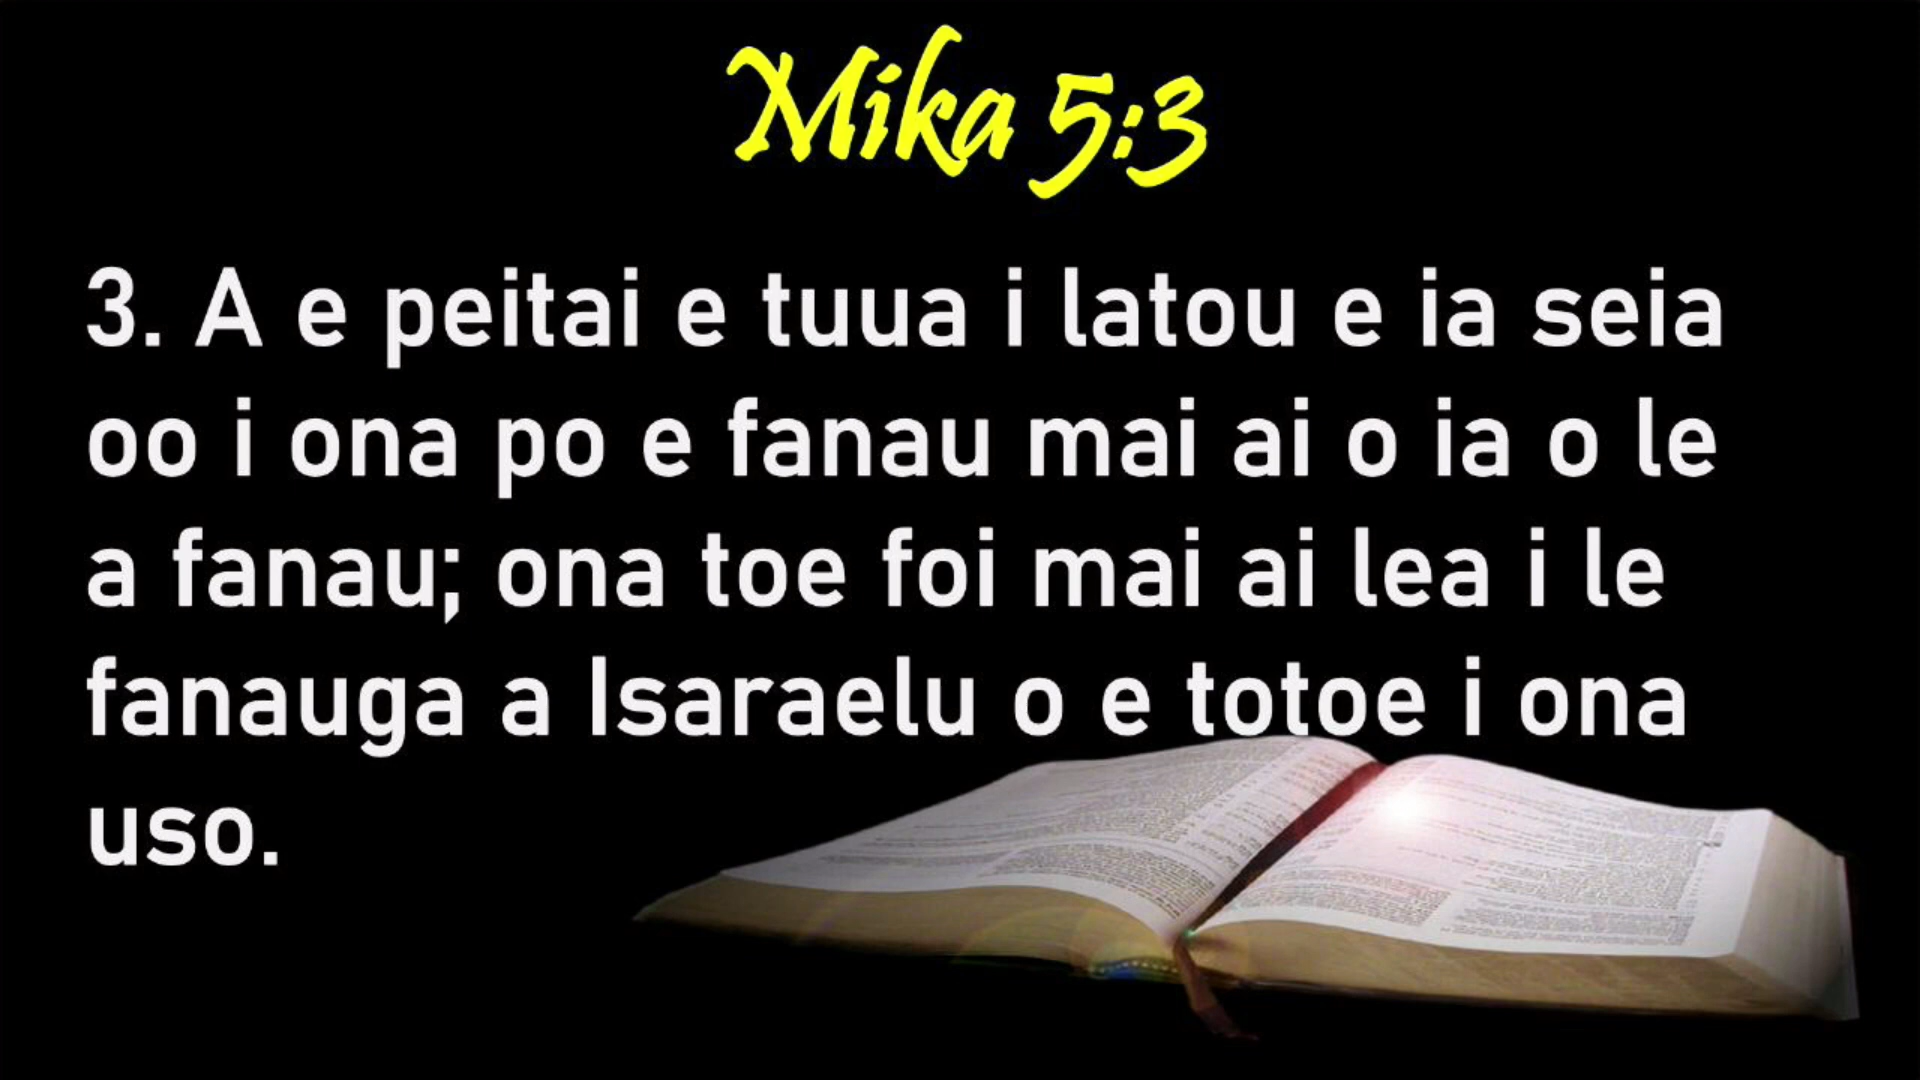 Mika 5:3
3. A e peitai e tuua i latou e ia seia
oo i ona po e fanau mai ai o ia o le
a fanau; ona toe foi mai ai lea i le
fanauga a Isaraelu o e totoe i ona
uso.